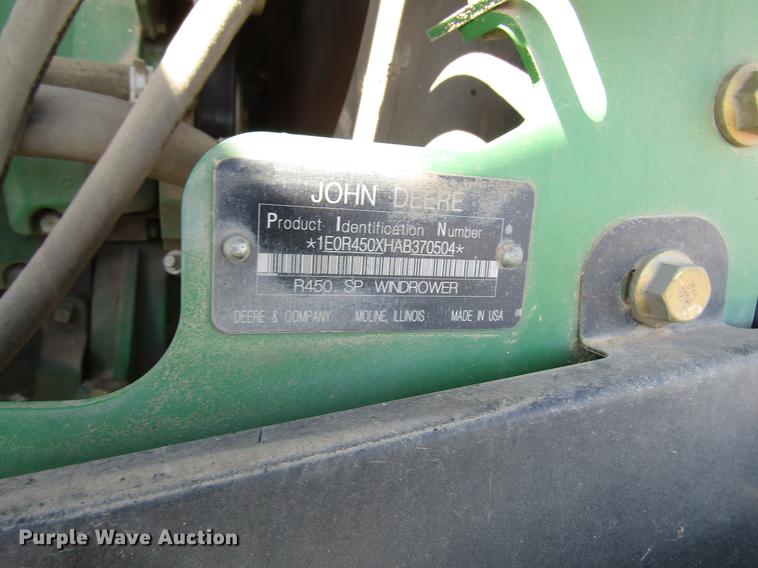 JOHN DEERE
Product Identification Number
*1E0R450XHAB370504*
R450 SP WINDROWER
DEERE & COMPANY MOLINE, ILLINOIS MADE IN USA
Purple Wave Auction